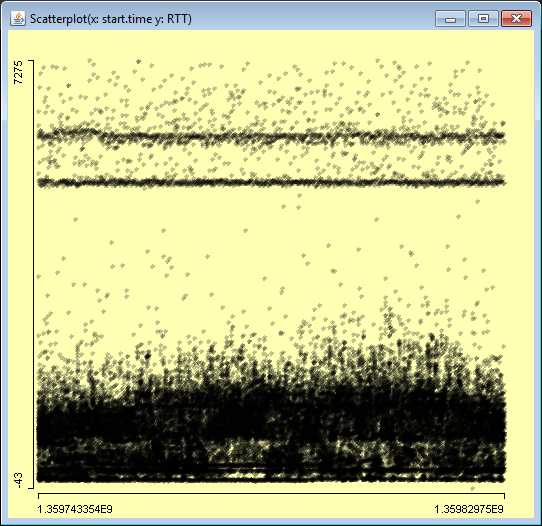 Scatterplot(x: start.time y: RTT)
7275
-43
1.359743354E9
1.35982975E9